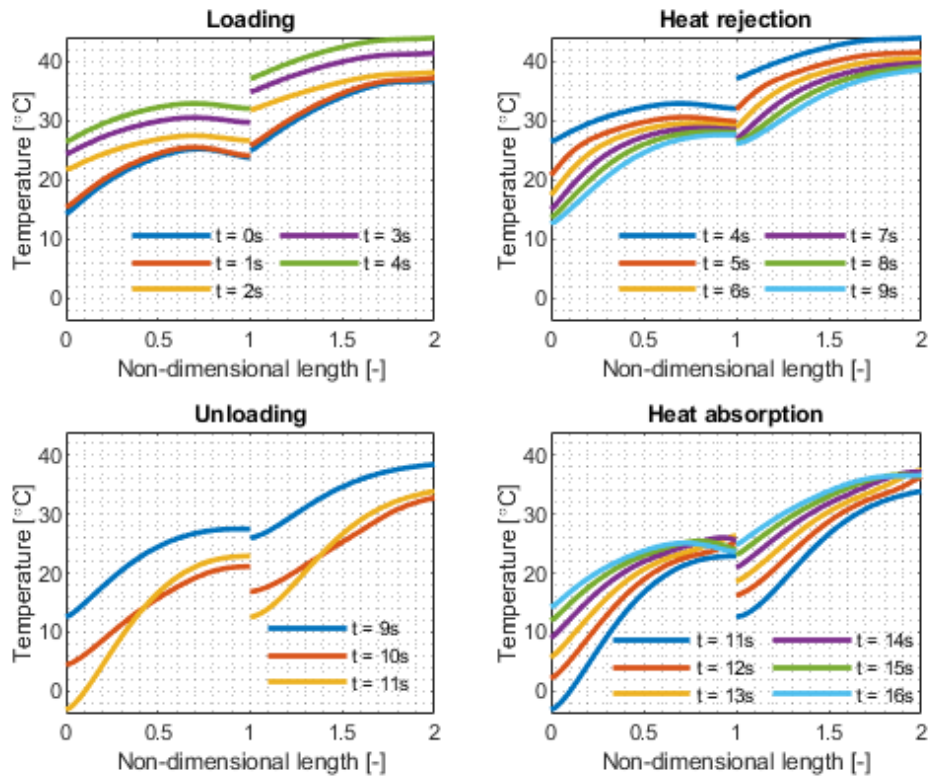 Loading
Temperature [°C]
40
30
20
10
0
t = 0s
t = 1s
t = 2s
t = 3s
t = 4s
0 0.5 1 1.5 2
Non-dimensional length [-]
Heat rejection
Temperature [°C]
40
30
20
10
0
t = 4s
t = 5s
t = 6s
t = 7s
t = 8s
t = 9s
0 0.5 1 1.5 2
Non-dimensional length [-]
Unloading
Temperature [°C]
40
30
20
10
0
t = 9s
t = 10s
t = 11s
0 0.5 1 1.5 2
Non-dimensional length [-]
Heat absorption
Temperature [°C]
40
30
20
10
0
t = 11s
t = 12s
t = 13s
t = 14s
t = 15s
t = 16s
0 0.5 1 1.5 2
Non-dimensional length [-]